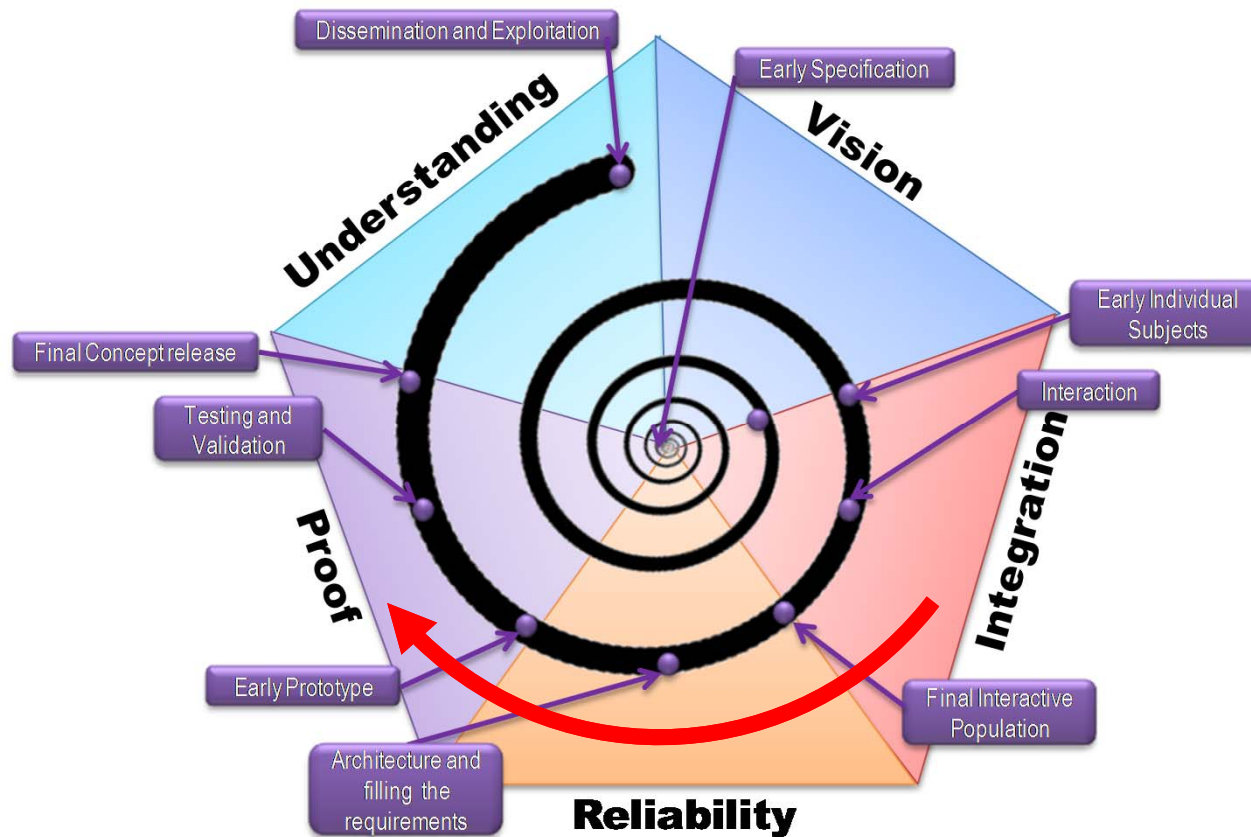 Dissemination and Exploitation
Early Specification
Understanding
Vision
Early Individual
Subjects
Final Concept release
Interaction
Testing and
Validation
Integration
Proof
Early Prototype
Final Interactive
Population
Architecture and
filling the
requirements
Reliability